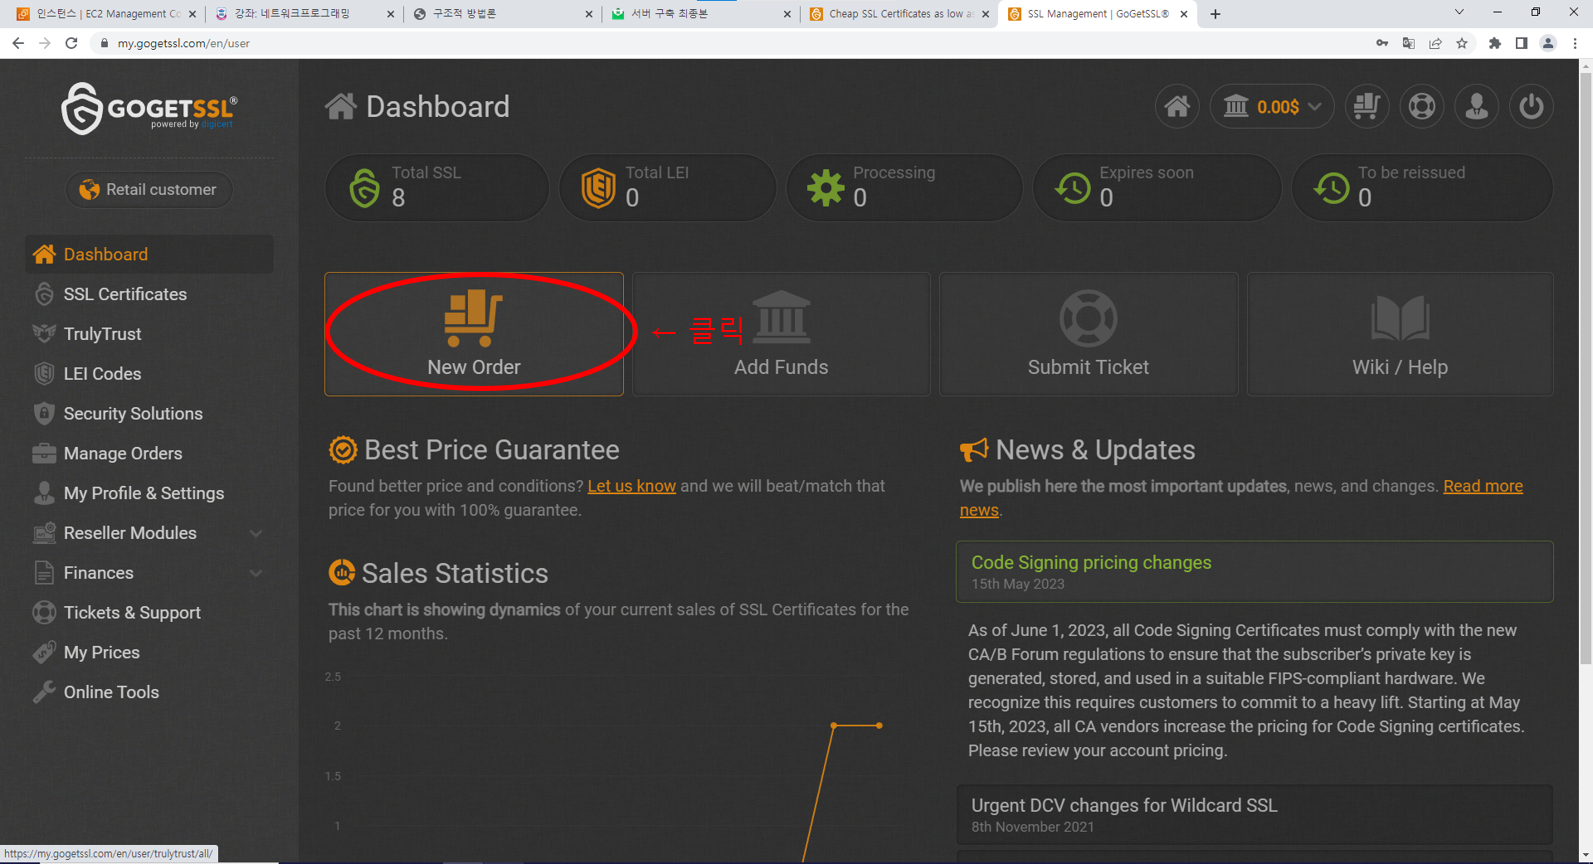 인스턴스 | EC2 Management Co
강좌: 네트워크프로그래밍
구조적 방법론
서버 구축 최종본
Cheap SSL Certificates as low as
SSL Management | GoGetSSL®
my.gogetssl.com/en/user
GOGETSSL®
powered by digicert
Retail customer
Dashboard
SSL Certificates
TrulyTrust
LEI Codes
Security Solutions
Manage Orders
My Profile & Settings
Reseller Modules
Finances
Tickets & Support
My Prices
Online Tools
Dashboard
0.00$
Total SSL
8
Total LEI
0
Processing
0
Expires soon
0
To be reissued
0
New Order
← 클릭
Add Funds
Submit Ticket
Wiki / Help
Best Price Guarantee
Found better price and conditions? Let us know and we will beat/match that
price for you with 100% guarantee.
Sales Statistics
This chart is showing dynamics of your current sales of SSL Certificates for the
past 12 months.
2.5
2
1.5
1
News & Updates
We publish here the most important updates, news, and changes. Read more
news.
Code Signing pricing changes
15th May 2023
As of June 1, 2023, all Code Signing Certificates must comply with the new
CA/B Forum regulations to ensure that the subscriber's private key is
generated, stored, and used in a suitable FIPS-compliant hardware. We
recognize this requires customers to commit to a heavy lift. Starting at May
15th, 2023, all CA vendors increase the pricing for Code Signing certificates.
Please review your account pricing.
Urgent DCV changes for Wildcard SSL
8th November 2021
https://my.gogetssl.com/en/user/trulytrust/all/